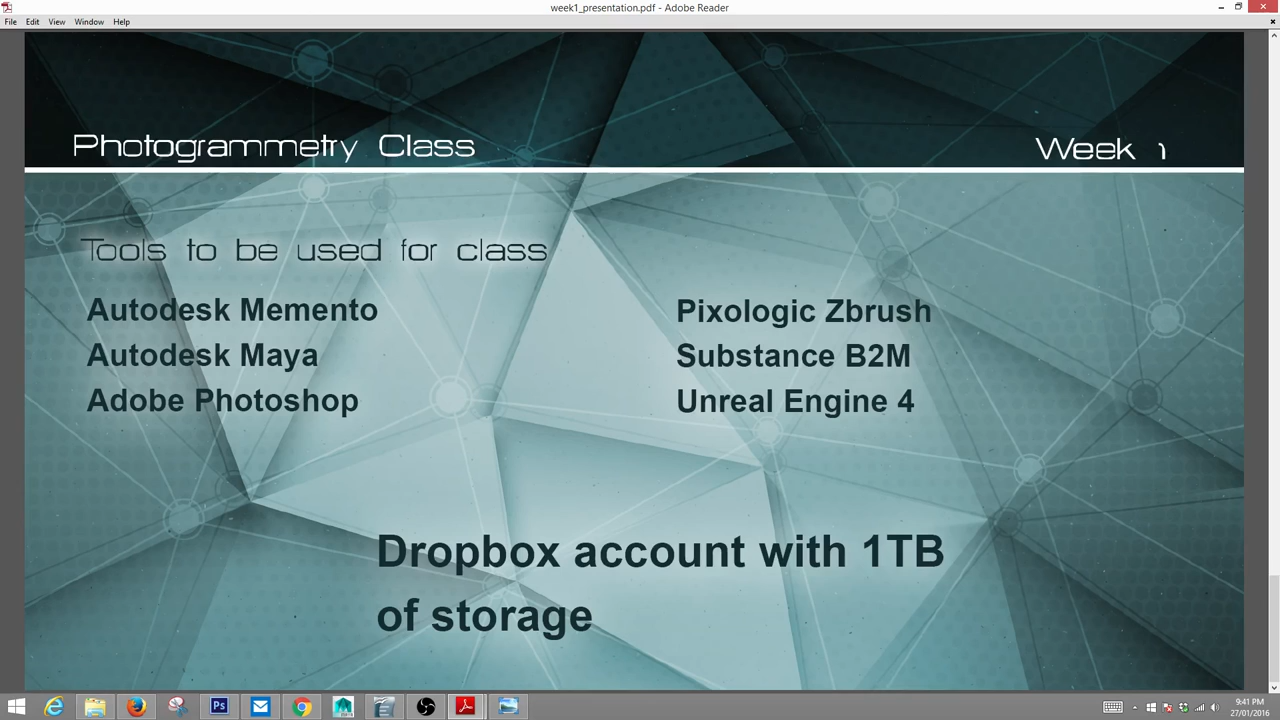 week1_presentation.pdf - Adobe Reader
File Edit View Window Help
Photogrammetry Class
Week 1
Tools to be used for class
Autodesk Memento
Autodesk Maya
Adobe Photoshop
Pixologic Zbrush
Substance B2M
Unreal Engine 4
Dropbox account with 1TB
of storage
Ps
9:41 PM
27/01/2016